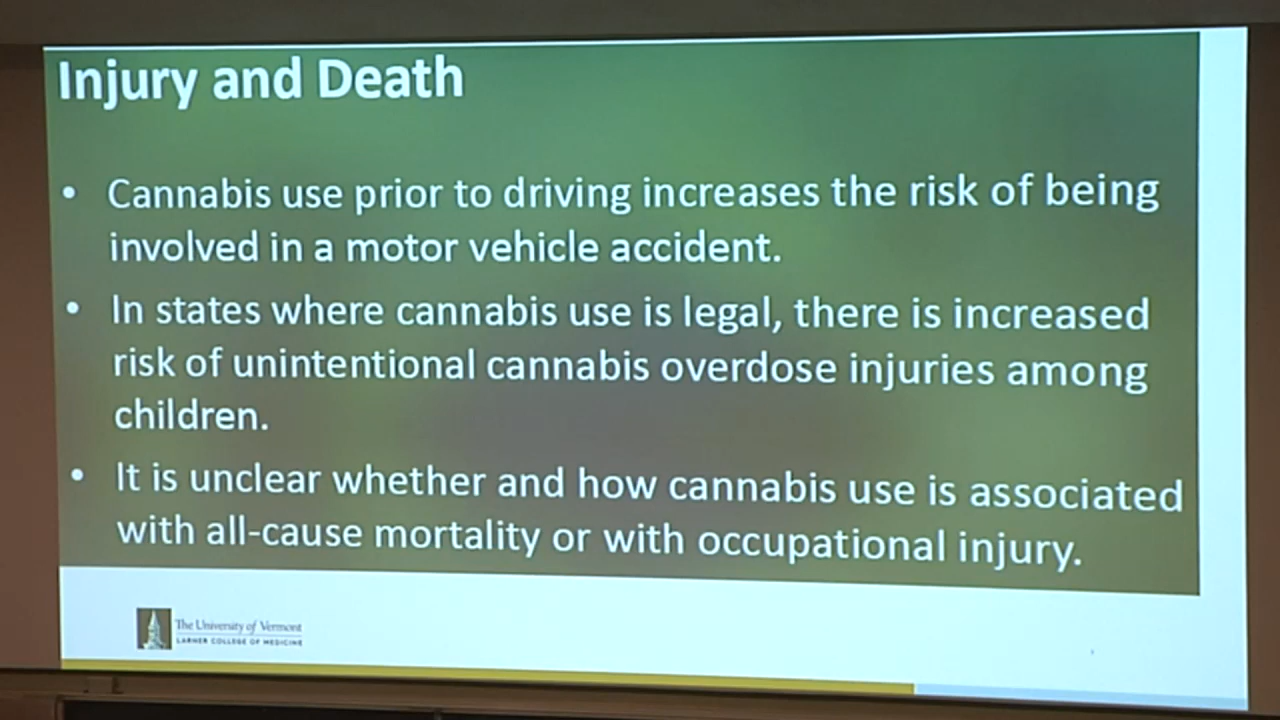 Injury and Death
• Cannabis use prior to driving increases the risk of being
involved in a motor vehicle accident.
• In states where cannabis use is legal, there is increased
risk of unintentional cannabis overdose injuries among
children.
• It is unclear whether and how cannabis use is associated
with all-cause mortality or with occupational injury.
The University of Vermont
LARNER COLLEGE OF MEDICINE